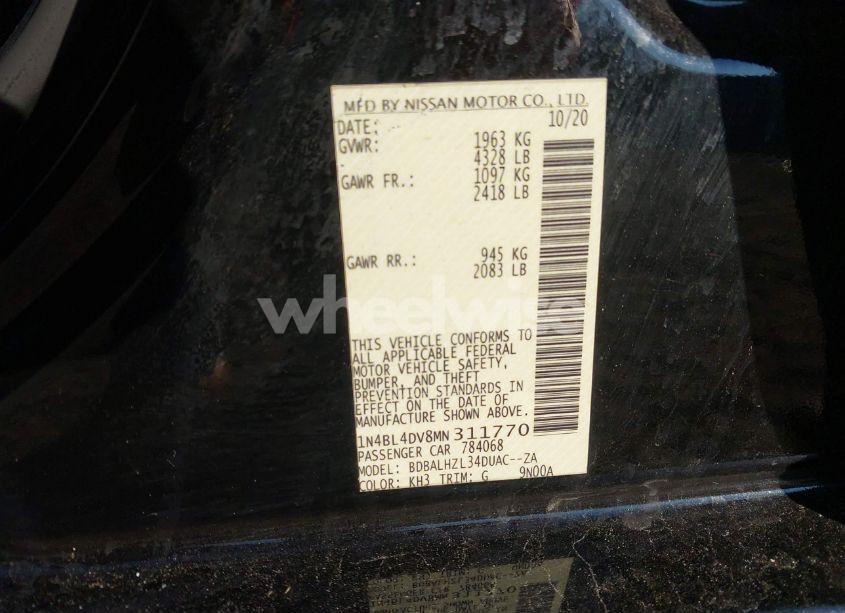 MFD BY NISSAN MOTOR CO., LTD.
DATE: 10/20
GVWR: 1963 KG
4328 LB
GAWR FR.: 1097 KG
2418 LB
GAWR RR.: 945 KG
2083 LB
wheelwise
THIS VEHICLE CONFORMS TO
ALL APPLICABLE FEDERAL
MOTOR VEHICLE SAFETY,
BUMPER, AND THEFT
PREVENTION STANDARDS IN
EFFECT ON THE DATE OF
MANUFACTURE SHOWN ABOVE.
1N4BL4DV8MN 311770
PASSENGER CAR 784068
MODEL: BDBALHZL34DUAC--ZA
COLOR: KH3 TRIM: G 9N00A